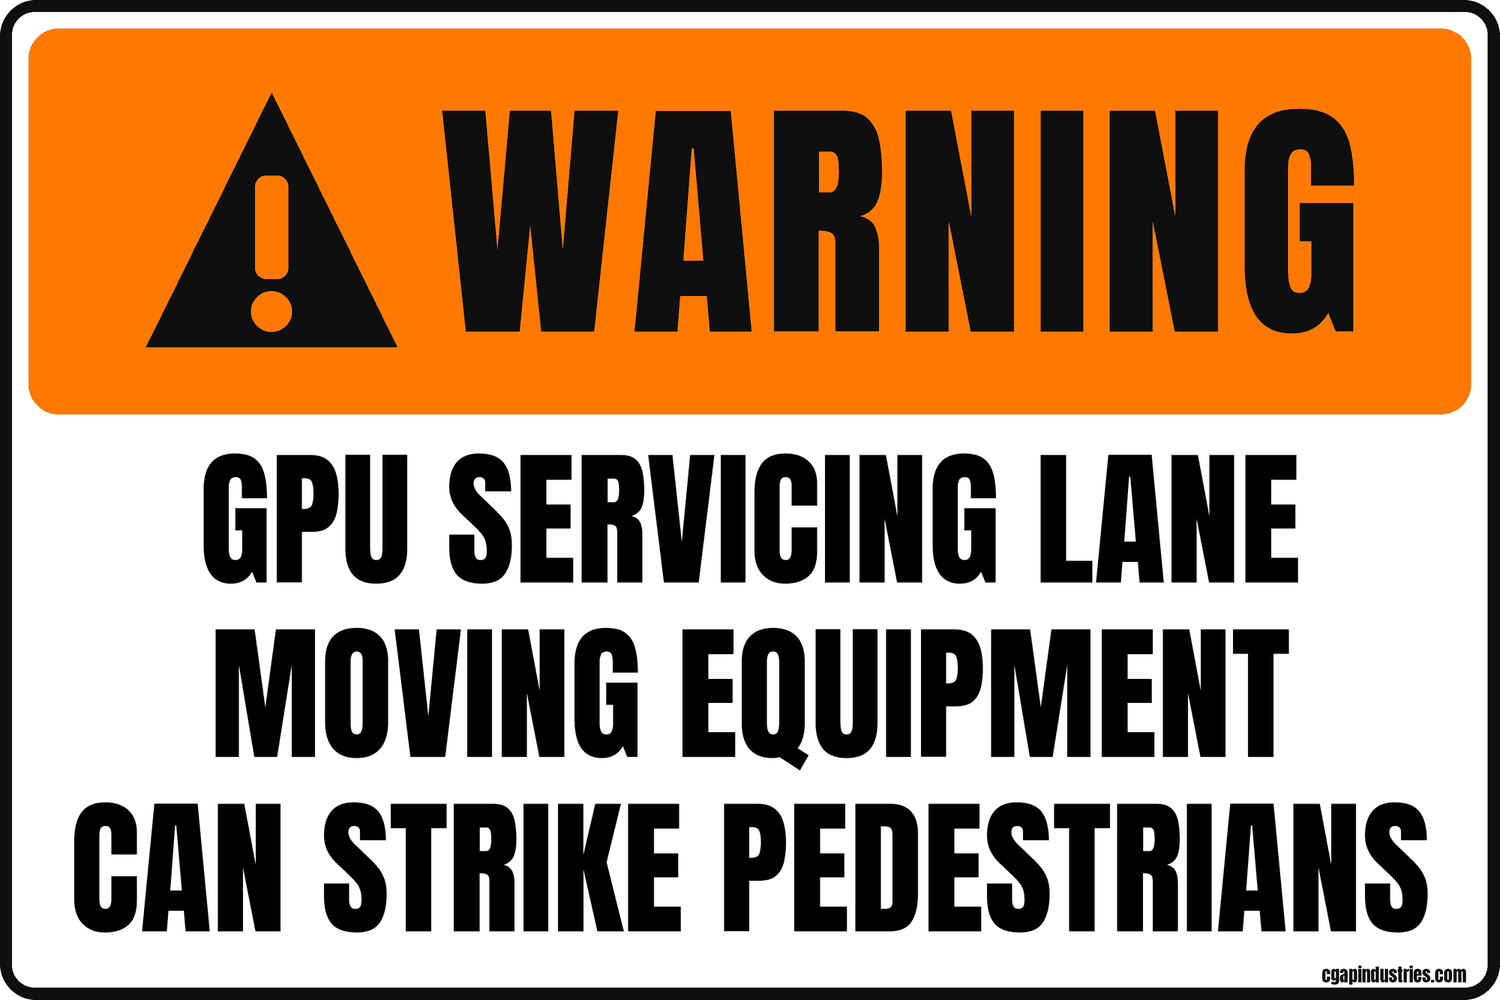 WARNING
GPU SERVICING LANE
MOVING EQUIPMENT
CAN STRIKE PEDESTRIANS
cgapindustries.com